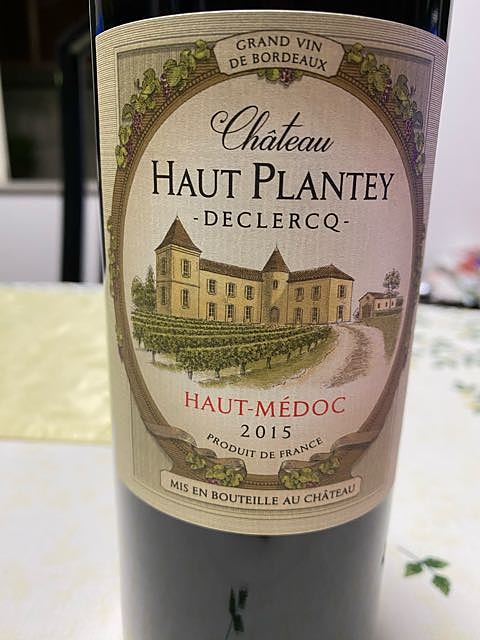 GRAND VIN
DE BORDEAUX
Château
HAUT PLANTEY
-DECLERCQ-
HAUT-MÉDOC
2015
PRODUIT DE FRANCE
MIS EN BOUTEILLE AU CHÂTEAU